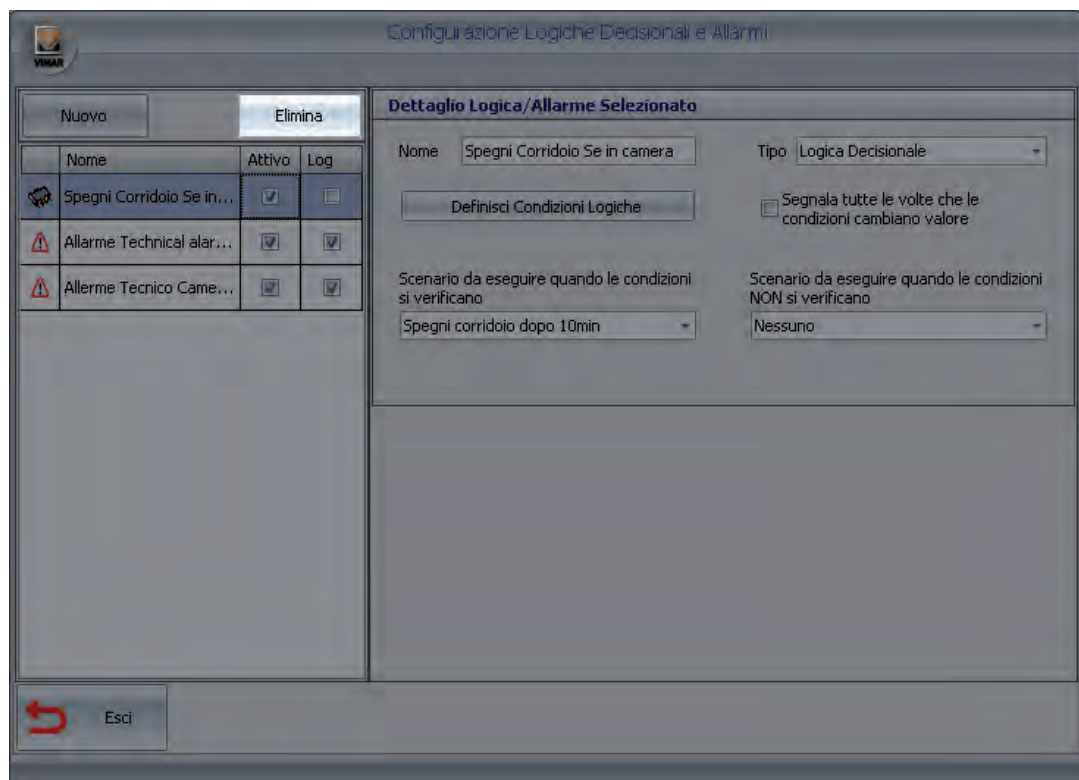 Configurazione Logiche Decisionali e Allarmi
VIMAR
Nuovo
Elimina
Nome Attivo Log
Spegni Corridoio Se in...
Allarme Technical alar...
Allerme Tecnico Came...
Dettaglio Logica/Allarme Selezionato
Nome Spegni Corridoio Se in camera
Tipo Logica Decisionale
Definisci Condizioni Logiche
Segnala tutte le volte che le
condizioni cambiano valore
Scenario da eseguire quando le condizioni
si verificano
Spegni corridoio dopo 10min
Scenario da eseguire quando le condizioni
NON si verificano
Nessuno
Esci